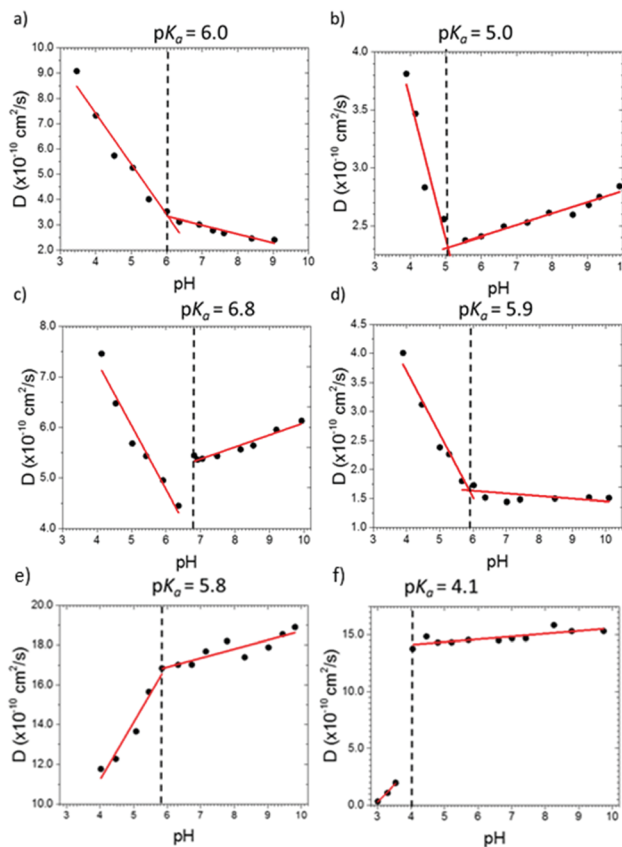 a)
pKₐ = 6.0
D (x10⁻¹⁰ cm²/s)
10.0
9.0
8.0
7.0
6.0
5.0
4.0
3.0
2.0
3 4 5 6 7 8 9 10
pH
b)
pKₐ = 5.0
D (x10⁻¹⁰ cm²/s)
4.0
3.5
3.0
2.5
3 4 5 6 7 8 9 10
pH
c)
pKₐ = 6.8
D (x10⁻¹⁰ cm²/s)
8.0
7.0
6.0
5.0
4.0
3 4 5 6 7 8 9 10
pH
d)
pKₐ = 5.9
D (x10⁻¹⁰ cm²/s)
4.5
4.0
3.5
3.0
2.5
2.0
1.5
1.0
3 4 5 6 7 8 9 10
pH
e)
pKₐ = 5.8
D (x10⁻¹⁰ cm²/s)
20.0
18.0
16.0
14.0
12.0
10.0
3 4 5 6 7 8 9 10
pH
f)
pKₐ = 4.1
D (x10⁻¹⁰ cm²/s)
15.0
10.0
5.0
0.0
3 4 5 6 7 8 9 10
pH